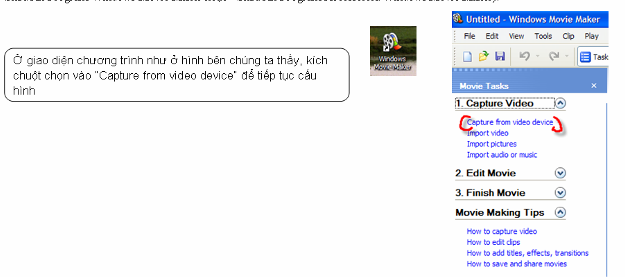 Ở giao diện chương trình như ở hình bên chúng ta thấy, kích
chuột chọn vào "Capture from video device" để tiếp tục cấu
hình
Windows
Movie Maker
Untitled - Windows Movie Maker
File Edit View Tools Clip Play
Task
Movie Tasks
1. Capture Video
Capture from video device
Import video
Import pictures
Import audio or music
2. Edit Movie
3. Finish Movie
Movie Making Tips
How to capture video
How to edit clips
How to add titles, effects, transitions
How to save and share movies